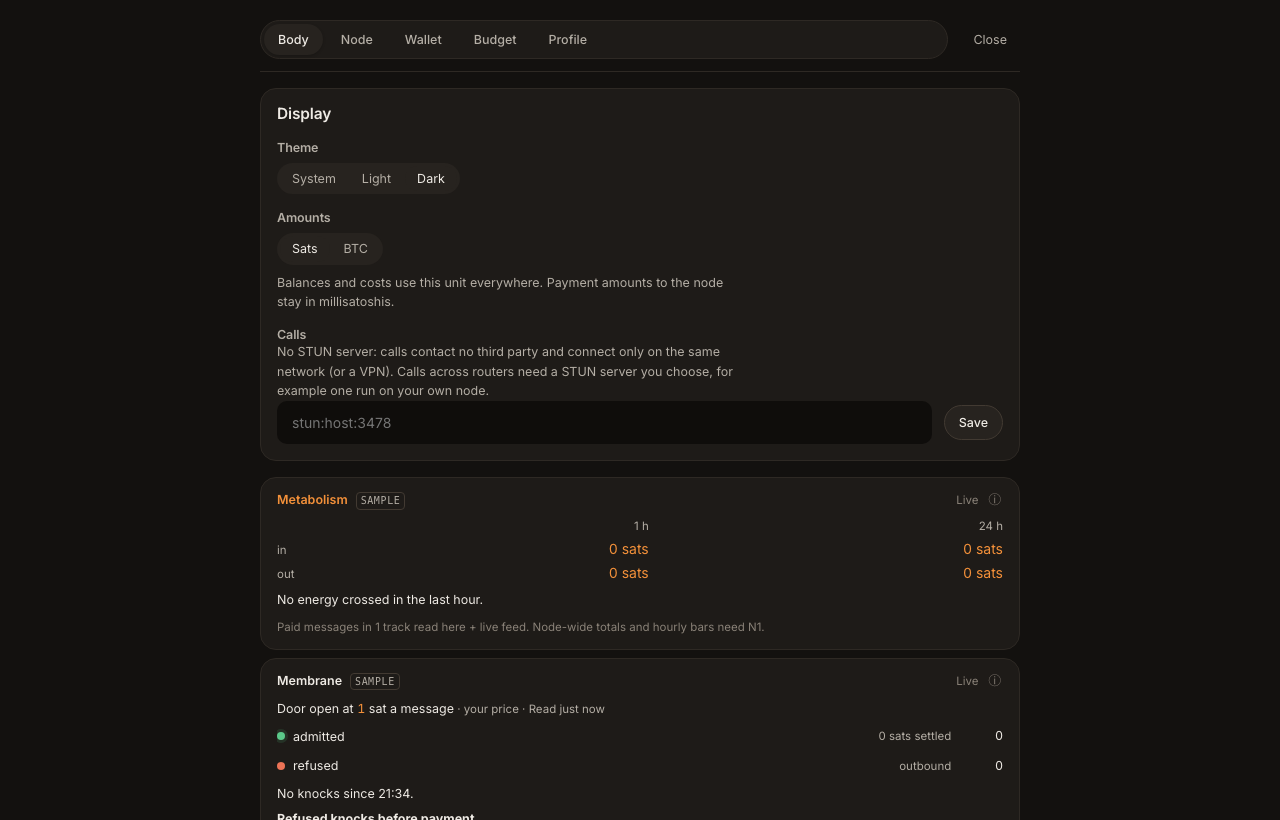 Body Node Wallet Budget Profile Close
Display
Theme
System Light Dark
Amounts
Sats BTC
Balances and costs use this unit everywhere. Payment amounts to the node
stay in millisatoshis.
Calls
No STUN server: calls contact no third party and connect only on the same
network (or a VPN). Calls across routers need a STUN server you choose, for
example one run on your own node.
stun:host:3478 Save
Metabolism SAMPLE Live ⓘ
1 h 24 h
in 0 sats 0 sats
out 0 sats 0 sats
No energy crossed in the last hour.
Paid messages in 1 track read here + live feed. Node-wide totals and hourly bars need N1.
Membrane SAMPLE Live ⓘ
Door open at 1 sat a message · your price · Read just now
admitted 0 sats settled 0
refused outbound 0
No knocks since 21:34.
Refused knocks before payment